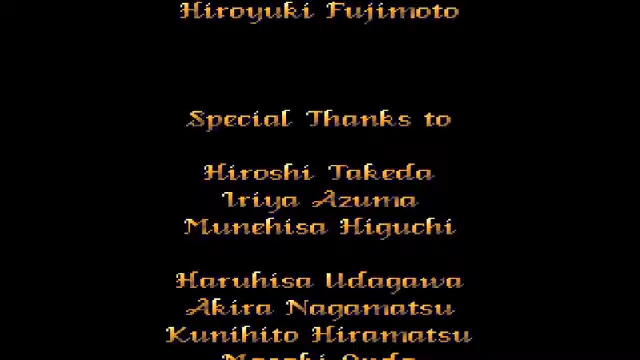 Hiroyuki Fujimoto
Special Thanks to
Hiroshi Takeda
Iriya Azuma
Munehisa Higuchi
Haruhisa Udagawa
Akira Nagamatsu
Kunihito Hiramatsu